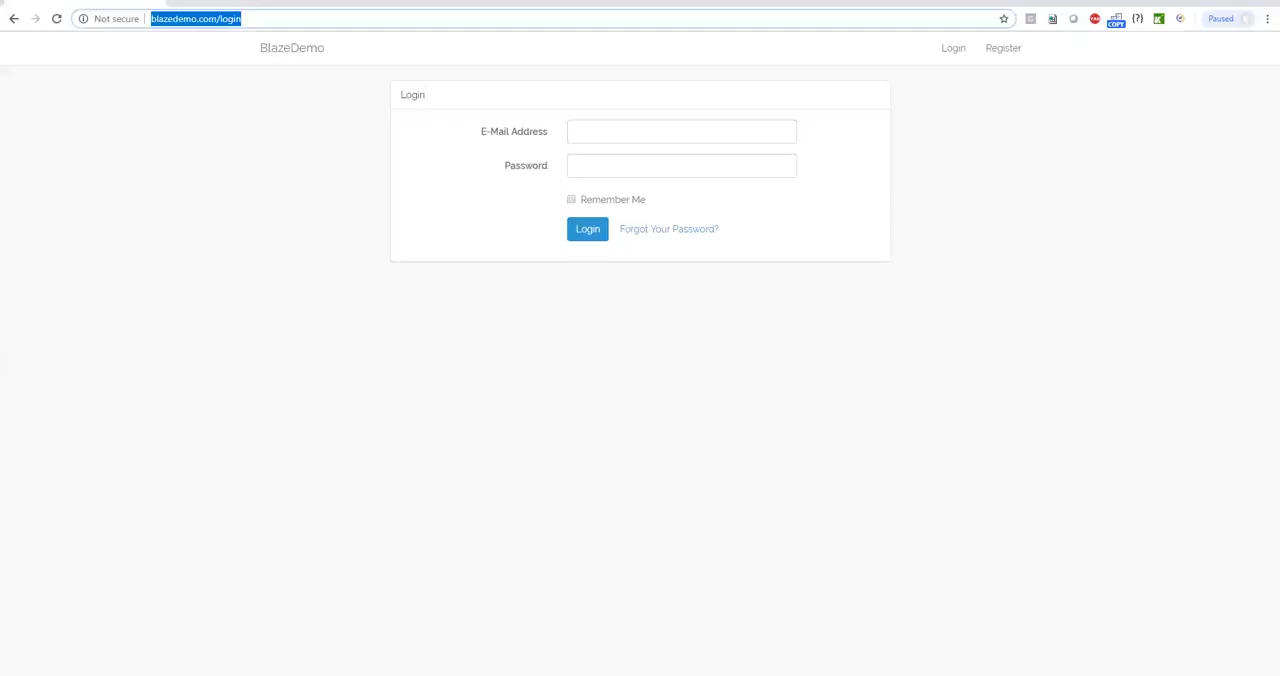 Not secure blazedemo.com/login COPY {?} Paused
BlazeDemo Login Register
Login
E-Mail Address
Password
Remember Me
Login Forgot Your Password?